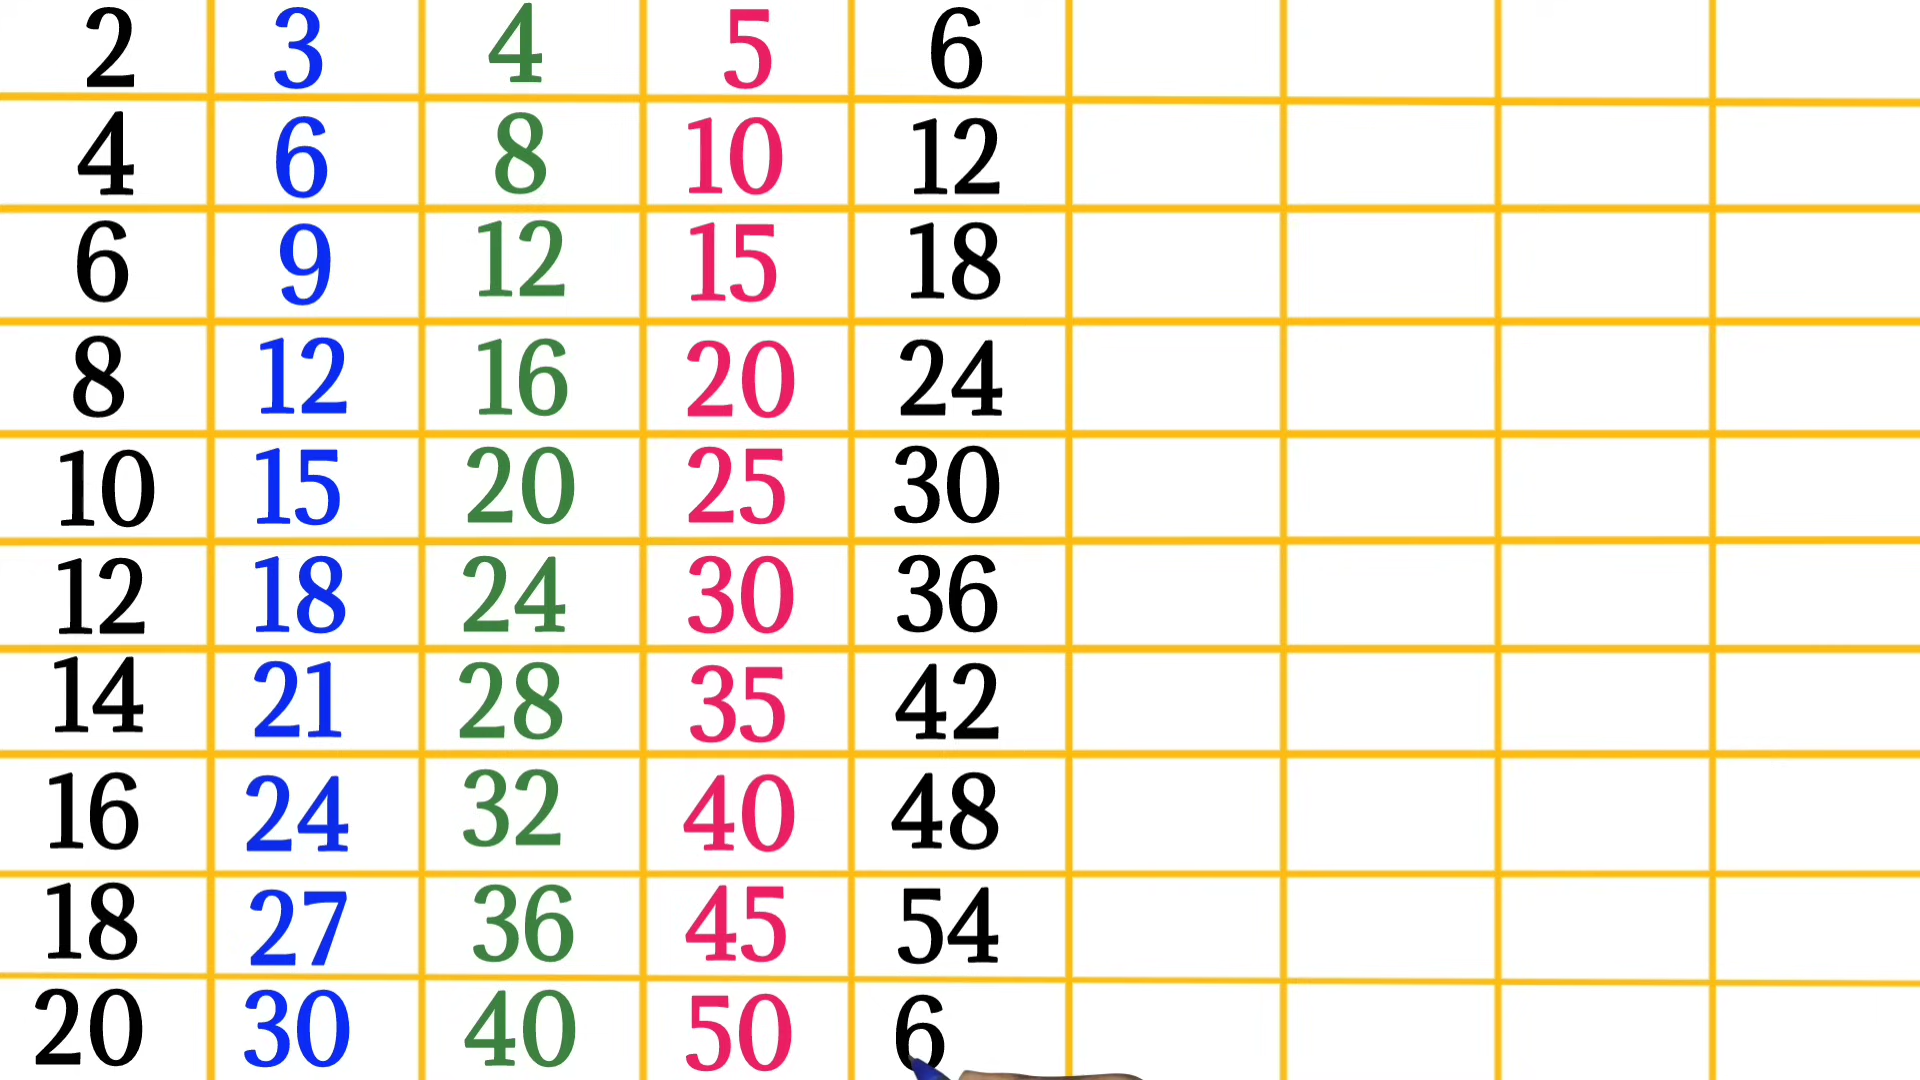 2 3 4 5 6
4 6 8 10 12
6 9 12 15 18
8 12 16 20 24
10 15 20 25 30
12 18 24 30 36
14 21 28 35 42
16 24 32 40 48
18 27 36 45 54
20 30 40 50 6